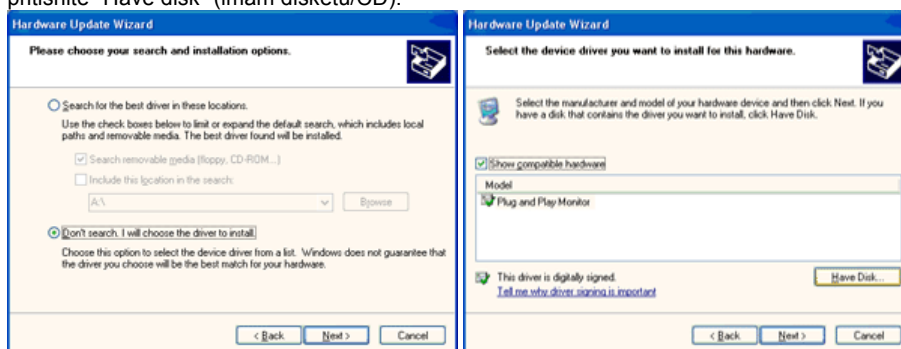 pritisnite "Have disk" (imam disketu/CD).
Hardware Update Wizard
Please choose your search and installation options.
Search for the best driver in these locations.
Use the check boxes below to limit or expand the default search, which includes local
paths and removable media. The best driver found will be installed.
Search removable media (floppy, CD-ROM...)
Include this location in the search:
A:\
Browse
Don't search. I will choose the driver to install.
Choose this option to select the device driver from a list. Windows does not guarantee that
the driver you choose will be the best match for your hardware.
< Back
Next >
Cancel
Hardware Update Wizard
Select the device driver you want to install for this hardware.
Select the manufacturer and model of your hardware device and then click Next. If you
have a disk that contains the driver you want to install, click Have Disk.
Show compatible hardware
Model
Plug and Play Monitor
This driver is digitally signed.
Tell me why driver signing is important
Have Disk...
< Back
Next >
Cancel